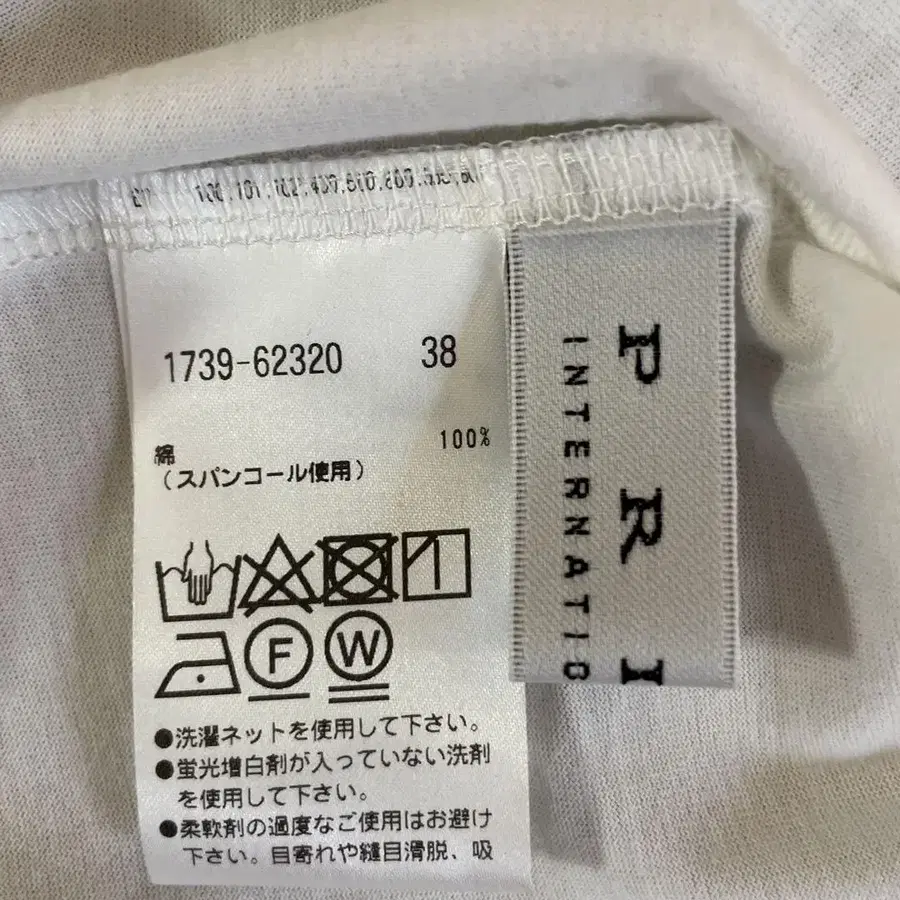 1739-62320 38
綿 100%
(スパンコール使用)
F W
●洗濯ネットを使用して下さい。
●蛍光増白剤が入っていない洗剤
を使用して下さい。
●柔軟剤の過度なご使用はお避け
下さい。目寄れや縫目滑脱、吸
P R I
INTERNATIO